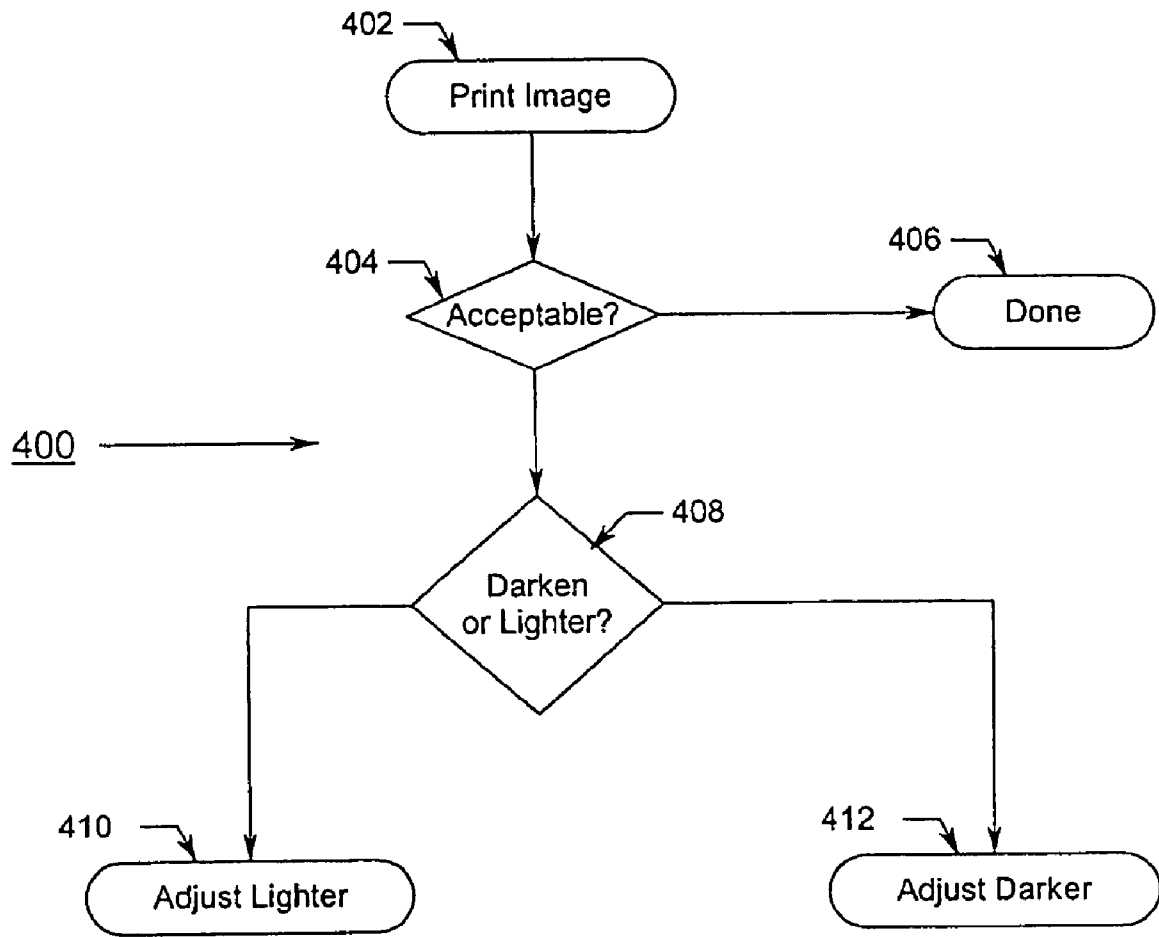 402
Print Image
404
Acceptable?
406
Done
400
408
Darken
or Lighter?
410
Adjust Lighter
412
Adjust Darker